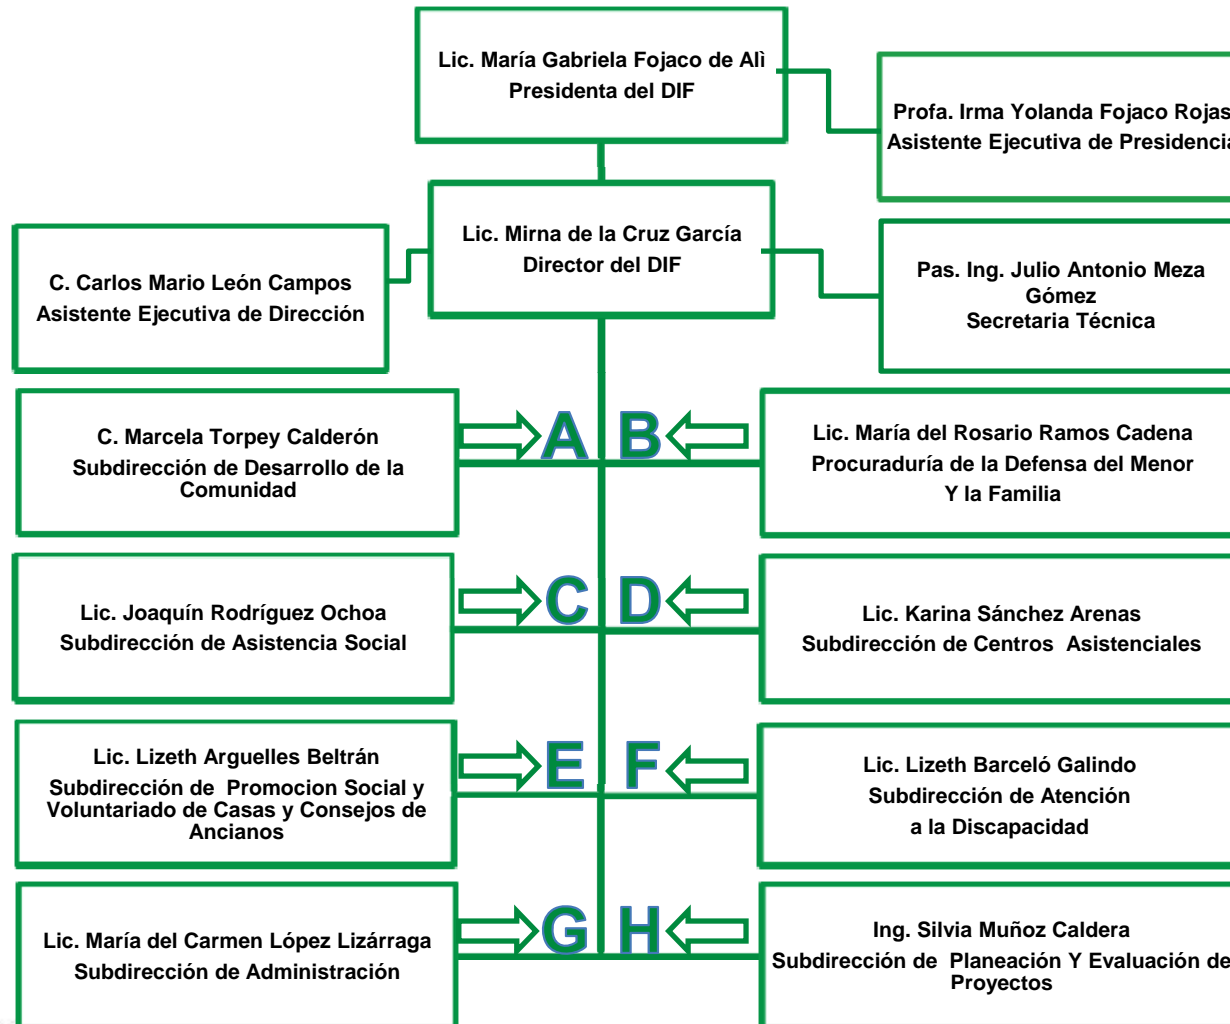 Lic. María Gabriela Fojaco de Alì
Presidenta del DIF
Profa. Irma Yolanda Fojaco Rojas
Asistente Ejecutiva de Presidencia
Lic. Mirna de la Cruz García
Director del DIF
C. Carlos Mario León Campos
Asistente Ejecutiva de Dirección
Pas. Ing. Julio Antonio Meza
Gómez
Secretaria Técnica
C. Marcela Torpey Calderón
Subdirección de Desarrollo de la
Comunidad
A
B
Lic. María del Rosario Ramos Cadena
Procuraduría de la Defensa del Menor
Y la Familia
Lic. Joaquín Rodríguez Ochoa
Subdirección de Asistencia Social
C
D
Lic. Karina Sánchez Arenas
Subdirección de Centros  Asistenciales
Lic. Lizeth Arguelles Beltrán
Subdirección de  Promocion Social y
Voluntariado de Casas y Consejos de
Ancianos
E
F
Lic. Lizeth Barceló Galindo
Subdirección de Atención
a la Discapacidad
Lic. María del Carmen López Lizárraga
Subdirección de Administración
G
H
Ing. Silvia Muñoz Caldera
Subdirección de  Planeación Y Evaluación de
Proyectos